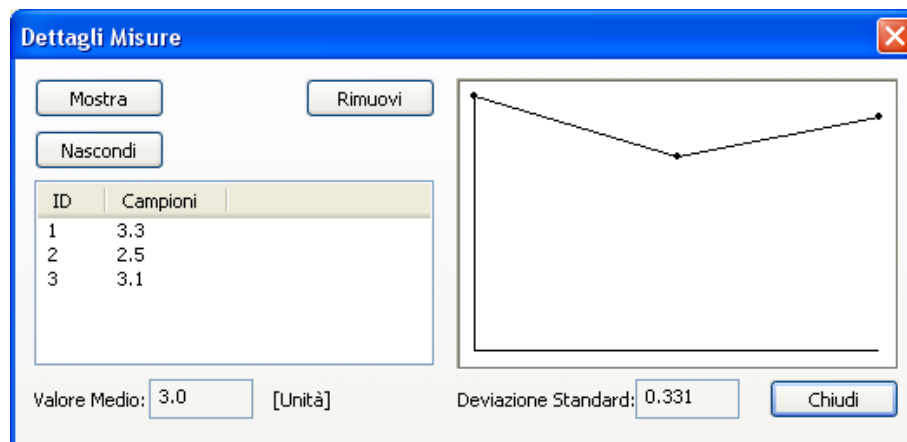 Dettagli Misure
Mostra Rimuovi
Nascondi
ID Campioni
1 3.3
2 2.5
3 3.1
Valore Medio: 3.0 [Unità] Deviazione Standard: 0.331 Chiudi